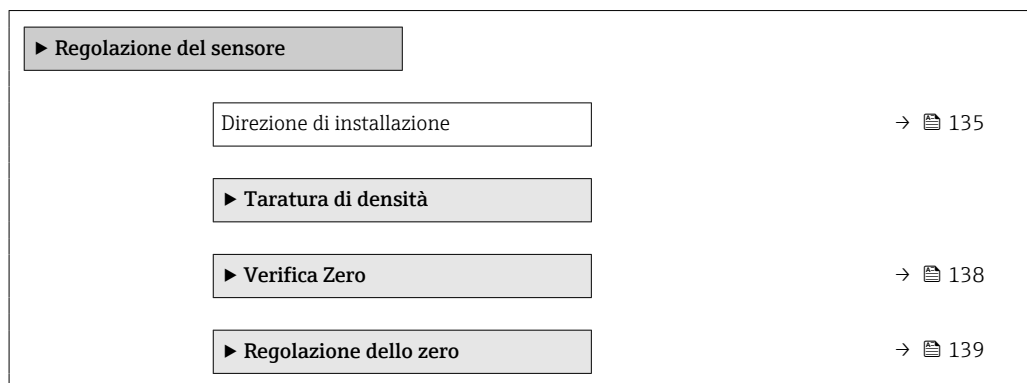 ▶ Regolazione del sensore
Direzione di installazione → 135
▶ Taratura di densità
▶ Verifica Zero → 138
▶ Regolazione dello zero → 139